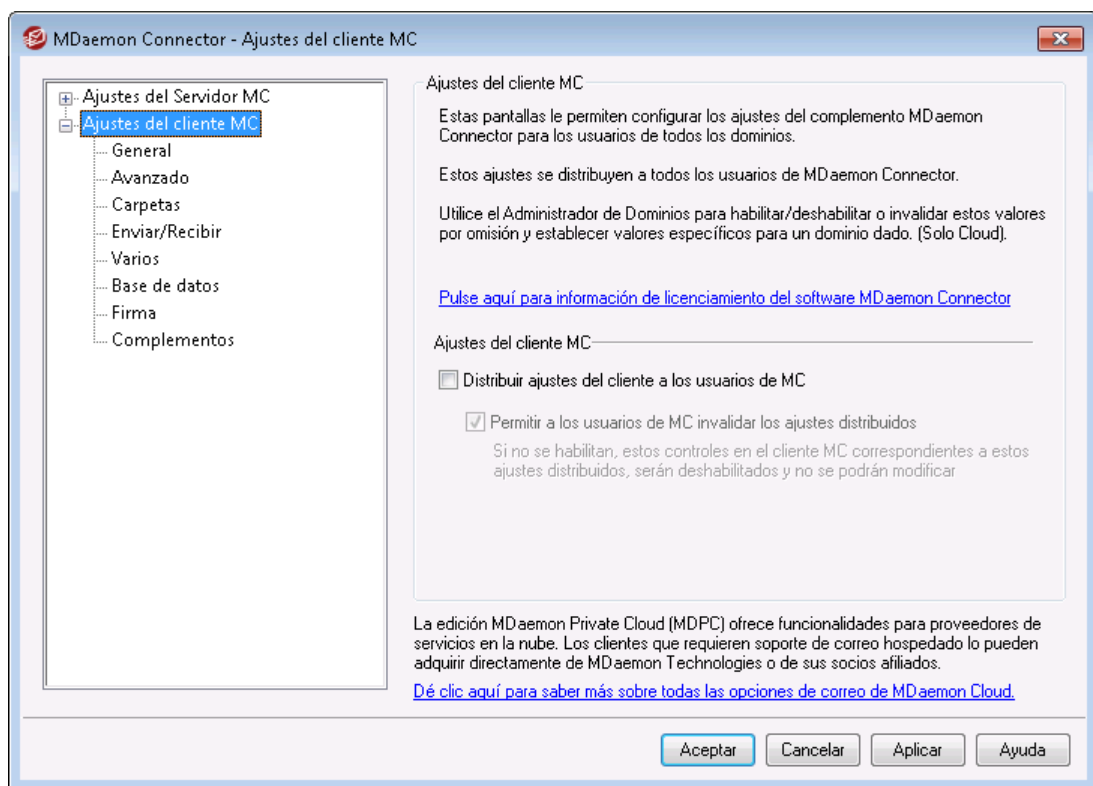 MDaemon Connector - Ajustes del cliente MC
Ajustes del Servidor MC
Ajustes del cliente MC
General
Avanzado
Carpetas
Enviar/Recibir
Varios
Base de datos
Firma
Complementos
Ajustes del cliente MC
Estas pantallas le permiten configurar los ajustes del complemento MDaemon
Connector para los usuarios de todos los dominios.
Estos ajustes se distribuyen a todos los usuarios de MDaemon Connector.
Utilice el Administrador de Dominios para habilitar/deshabilitar o invalidar estos valores
por omisión y establecer valores específicos para un dominio dado. (Solo Cloud).
Pulse aquí para información de licenciamiento del software MDaemon Connector
Ajustes del cliente MC
Distribuir ajustes del cliente a los usuarios de MC
Permitir a los usuarios de MC invalidar los ajustes distribuidos
Si no se habilitan, estos controles en el cliente MC correspondientes a estos
ajustes distribuidos, serán deshabilitados y no se podrán modificar
La edición MDaemon Private Cloud (MDPC) ofrece funcionalidades para proveedores de
servicios en la nube. Los clientes que requieren soporte de correo hospedado lo pueden
adquirir directamente de MDaemon Technologies o de sus socios afiliados.
Dé clic aquí para saber más sobre todas las opciones de correo de MDaemon Cloud.
Aceptar
Cancelar
Aplicar
Ayuda